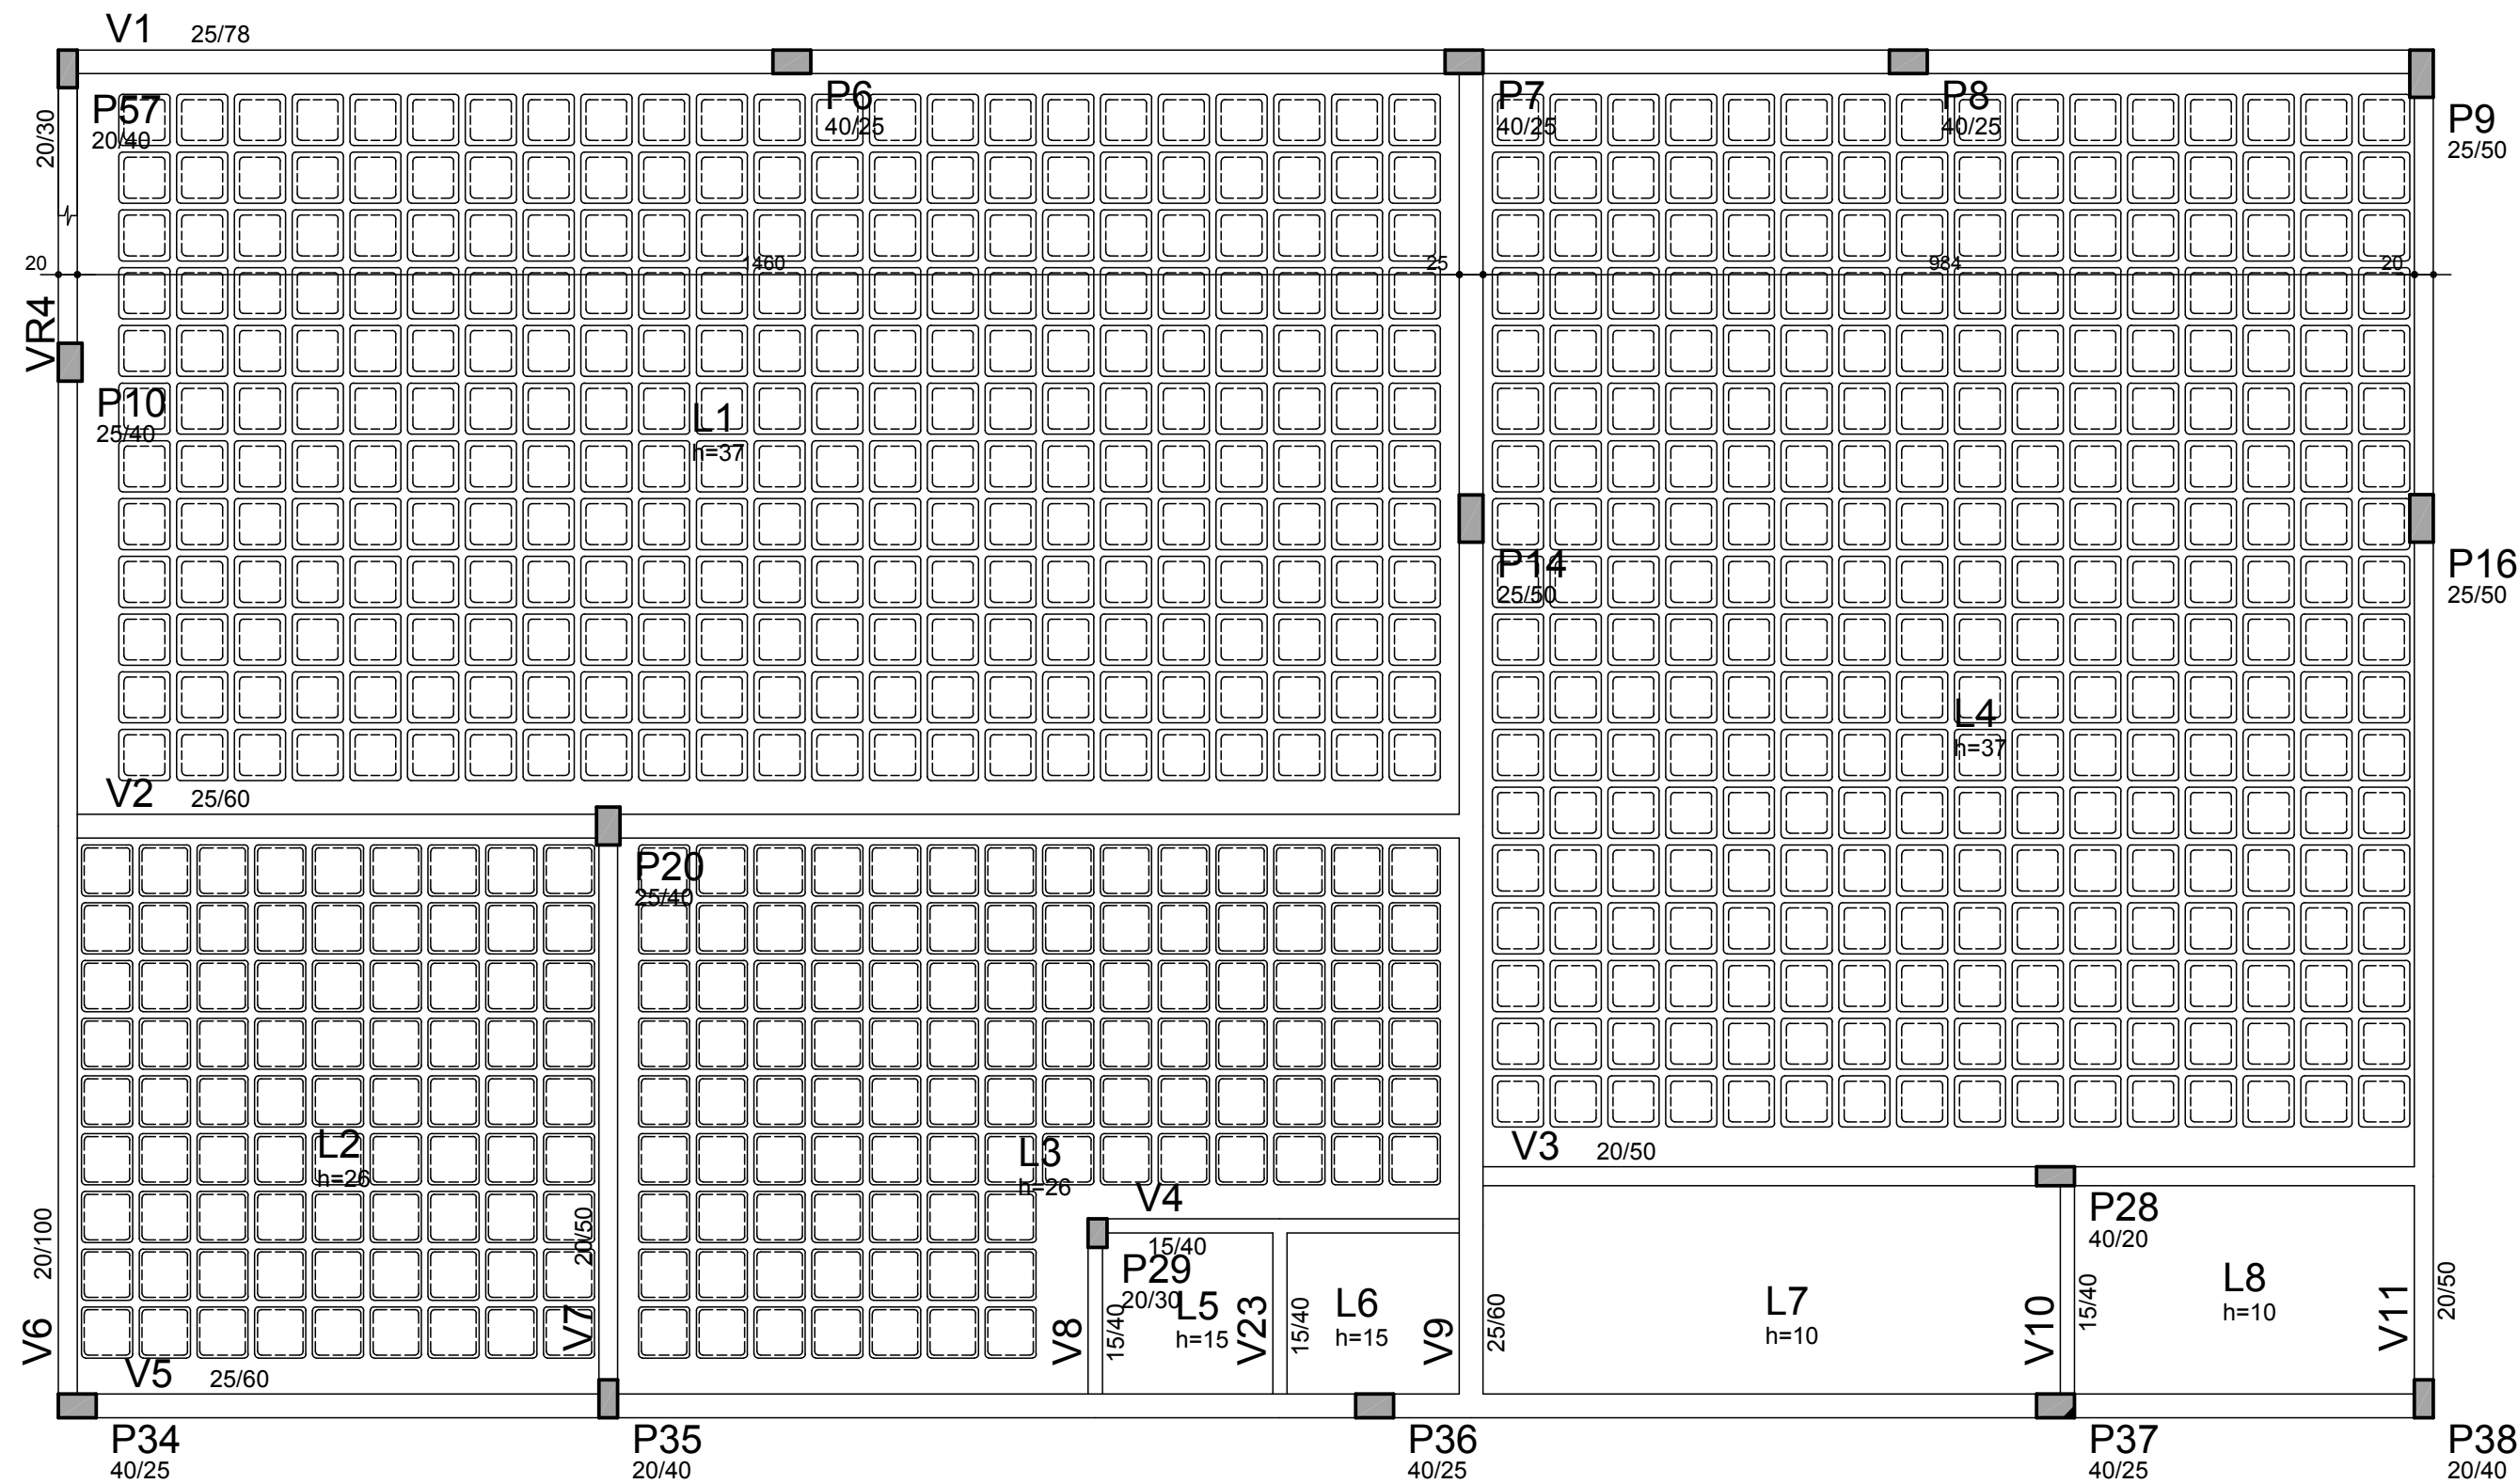 V1 25/78
P57
20/40
P6
40/25
P7
40/25
P8
40/25
P9
25/50
20/30
20
1460
25
984
20
VR4
P10
25/40
L1
h=37
P14
25/50
P16
25/50
L4
h=37
V2 25/60
P20
25/40
L2
h=26
L3
h=26
V3 20/50
V4
15/40
P29
20/30
P28
40/20
20/100
V6
20/50
V7
V8
15/40
L5
h=15
V23
15/40
L6
h=15
V9
25/60
L7
h=10
V10
15/40
L8
h=10
V11
20/50
V5 25/60
P34
40/25
P35
20/40
P36
40/25
P37
40/25
P38
20/40